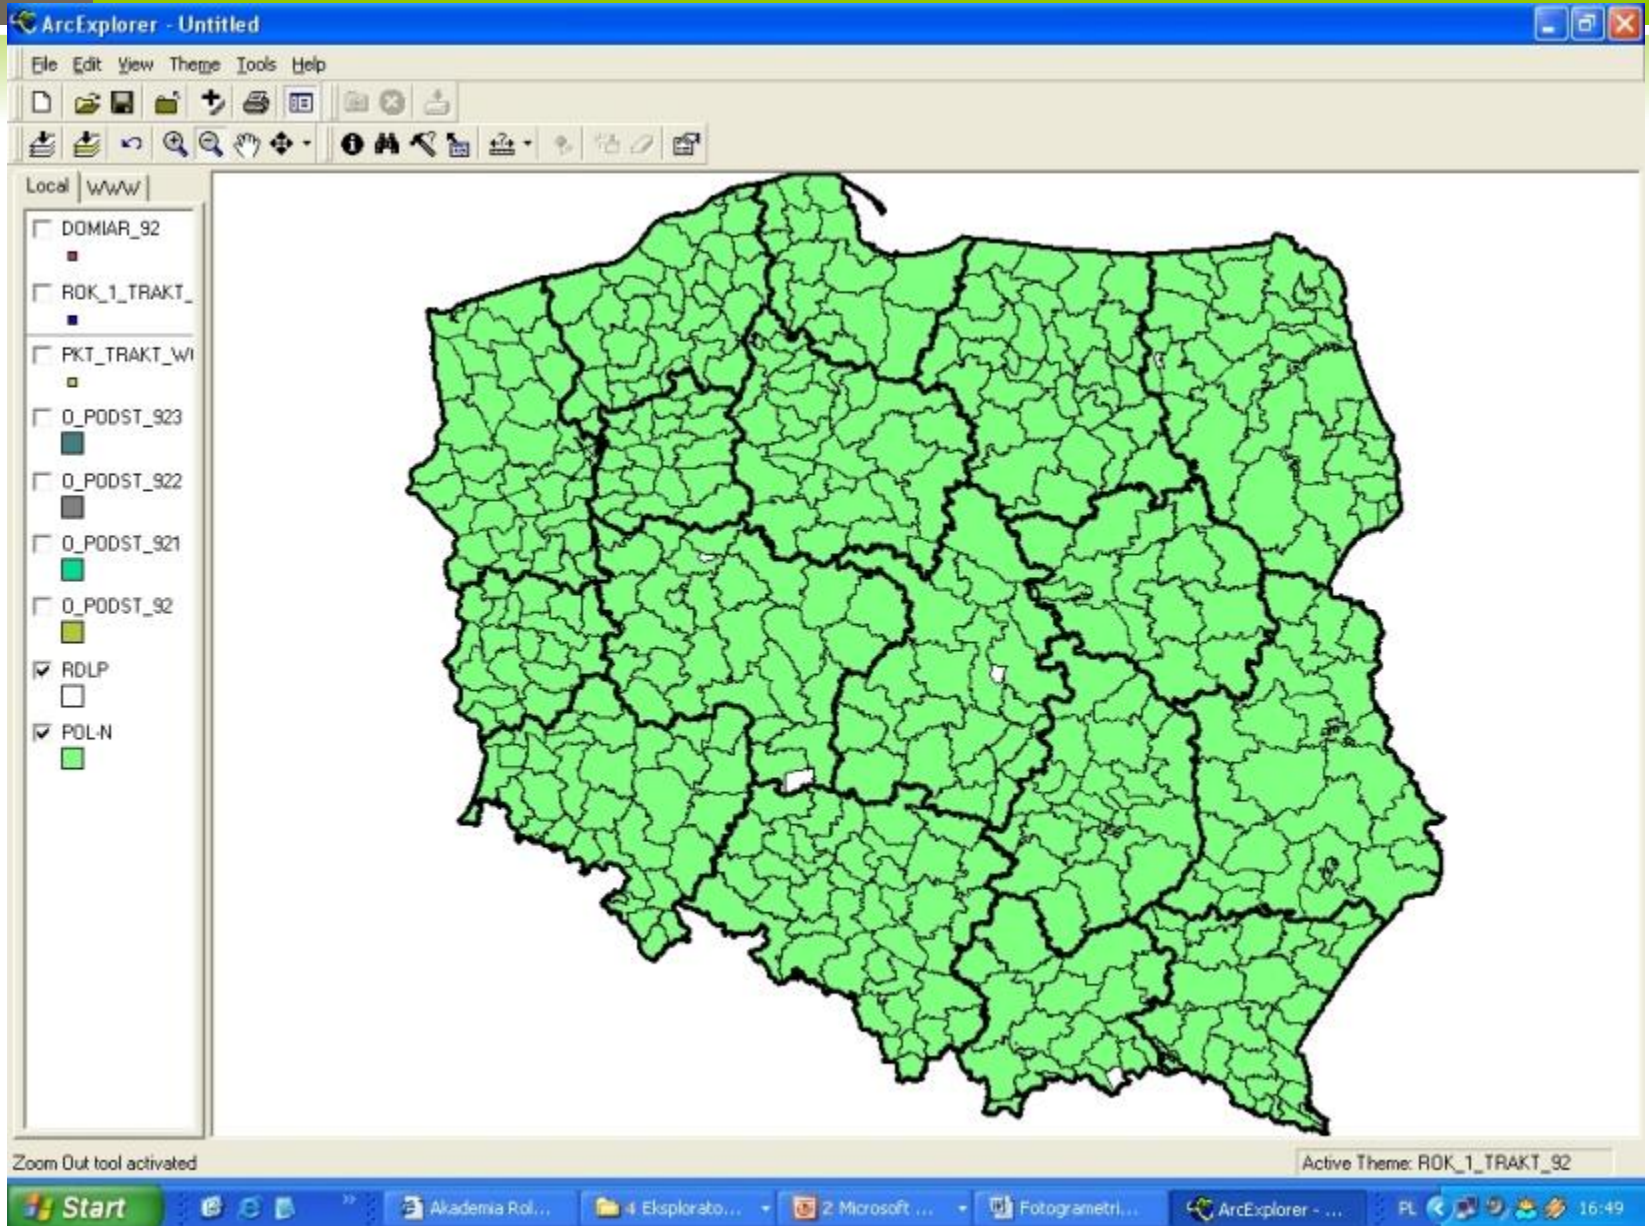 ArcExplorer - Untitled
File Edit View Theme Tools Help
Local WWW
DOMIAR_92
ROK_1_TRAKT_
PKT_TRAKT_W
O_PODST_923
O_PODST_922
O_PODST_921
O_PODST_92
RDLP
POL-N
Zoom Out tool activated
Active Theme: ROK_1_TRAKT_92
Start
Akademia Rol...
4 Eksplorato...
2 Microsoft ...
Fotogrametri...
ArcExplorer - ...
PL
16:49